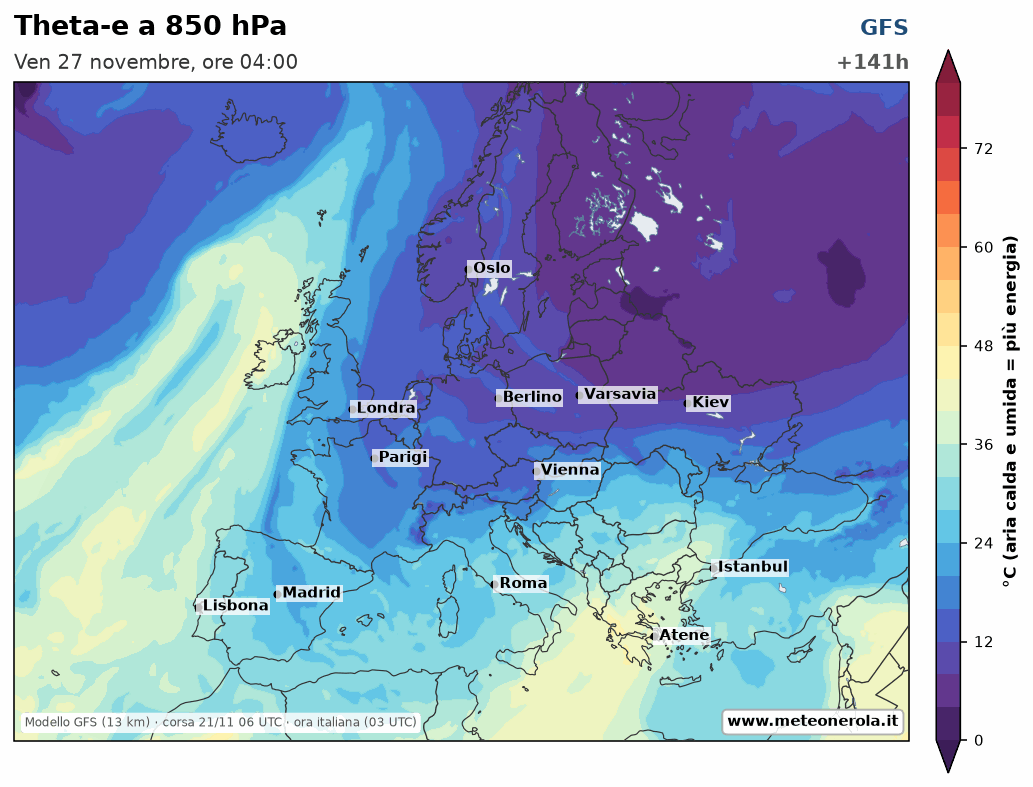 Theta-e a 850 hPa
GFS
Ven 27 novembre, ore 04:00
+141h
72
60
48
36
24
12
0
°C (aria calda e umida = più energia)
Oslo
Berlino
Varsavia
Kiev
Londra
Parigi
Vienna
Istanbul
Roma
Madrid
Lisbona
Atene
Modello GFS (13 km) · corsa 21/11 06 UTC · ora italiana (03 UTC)
www.meteonerola.it